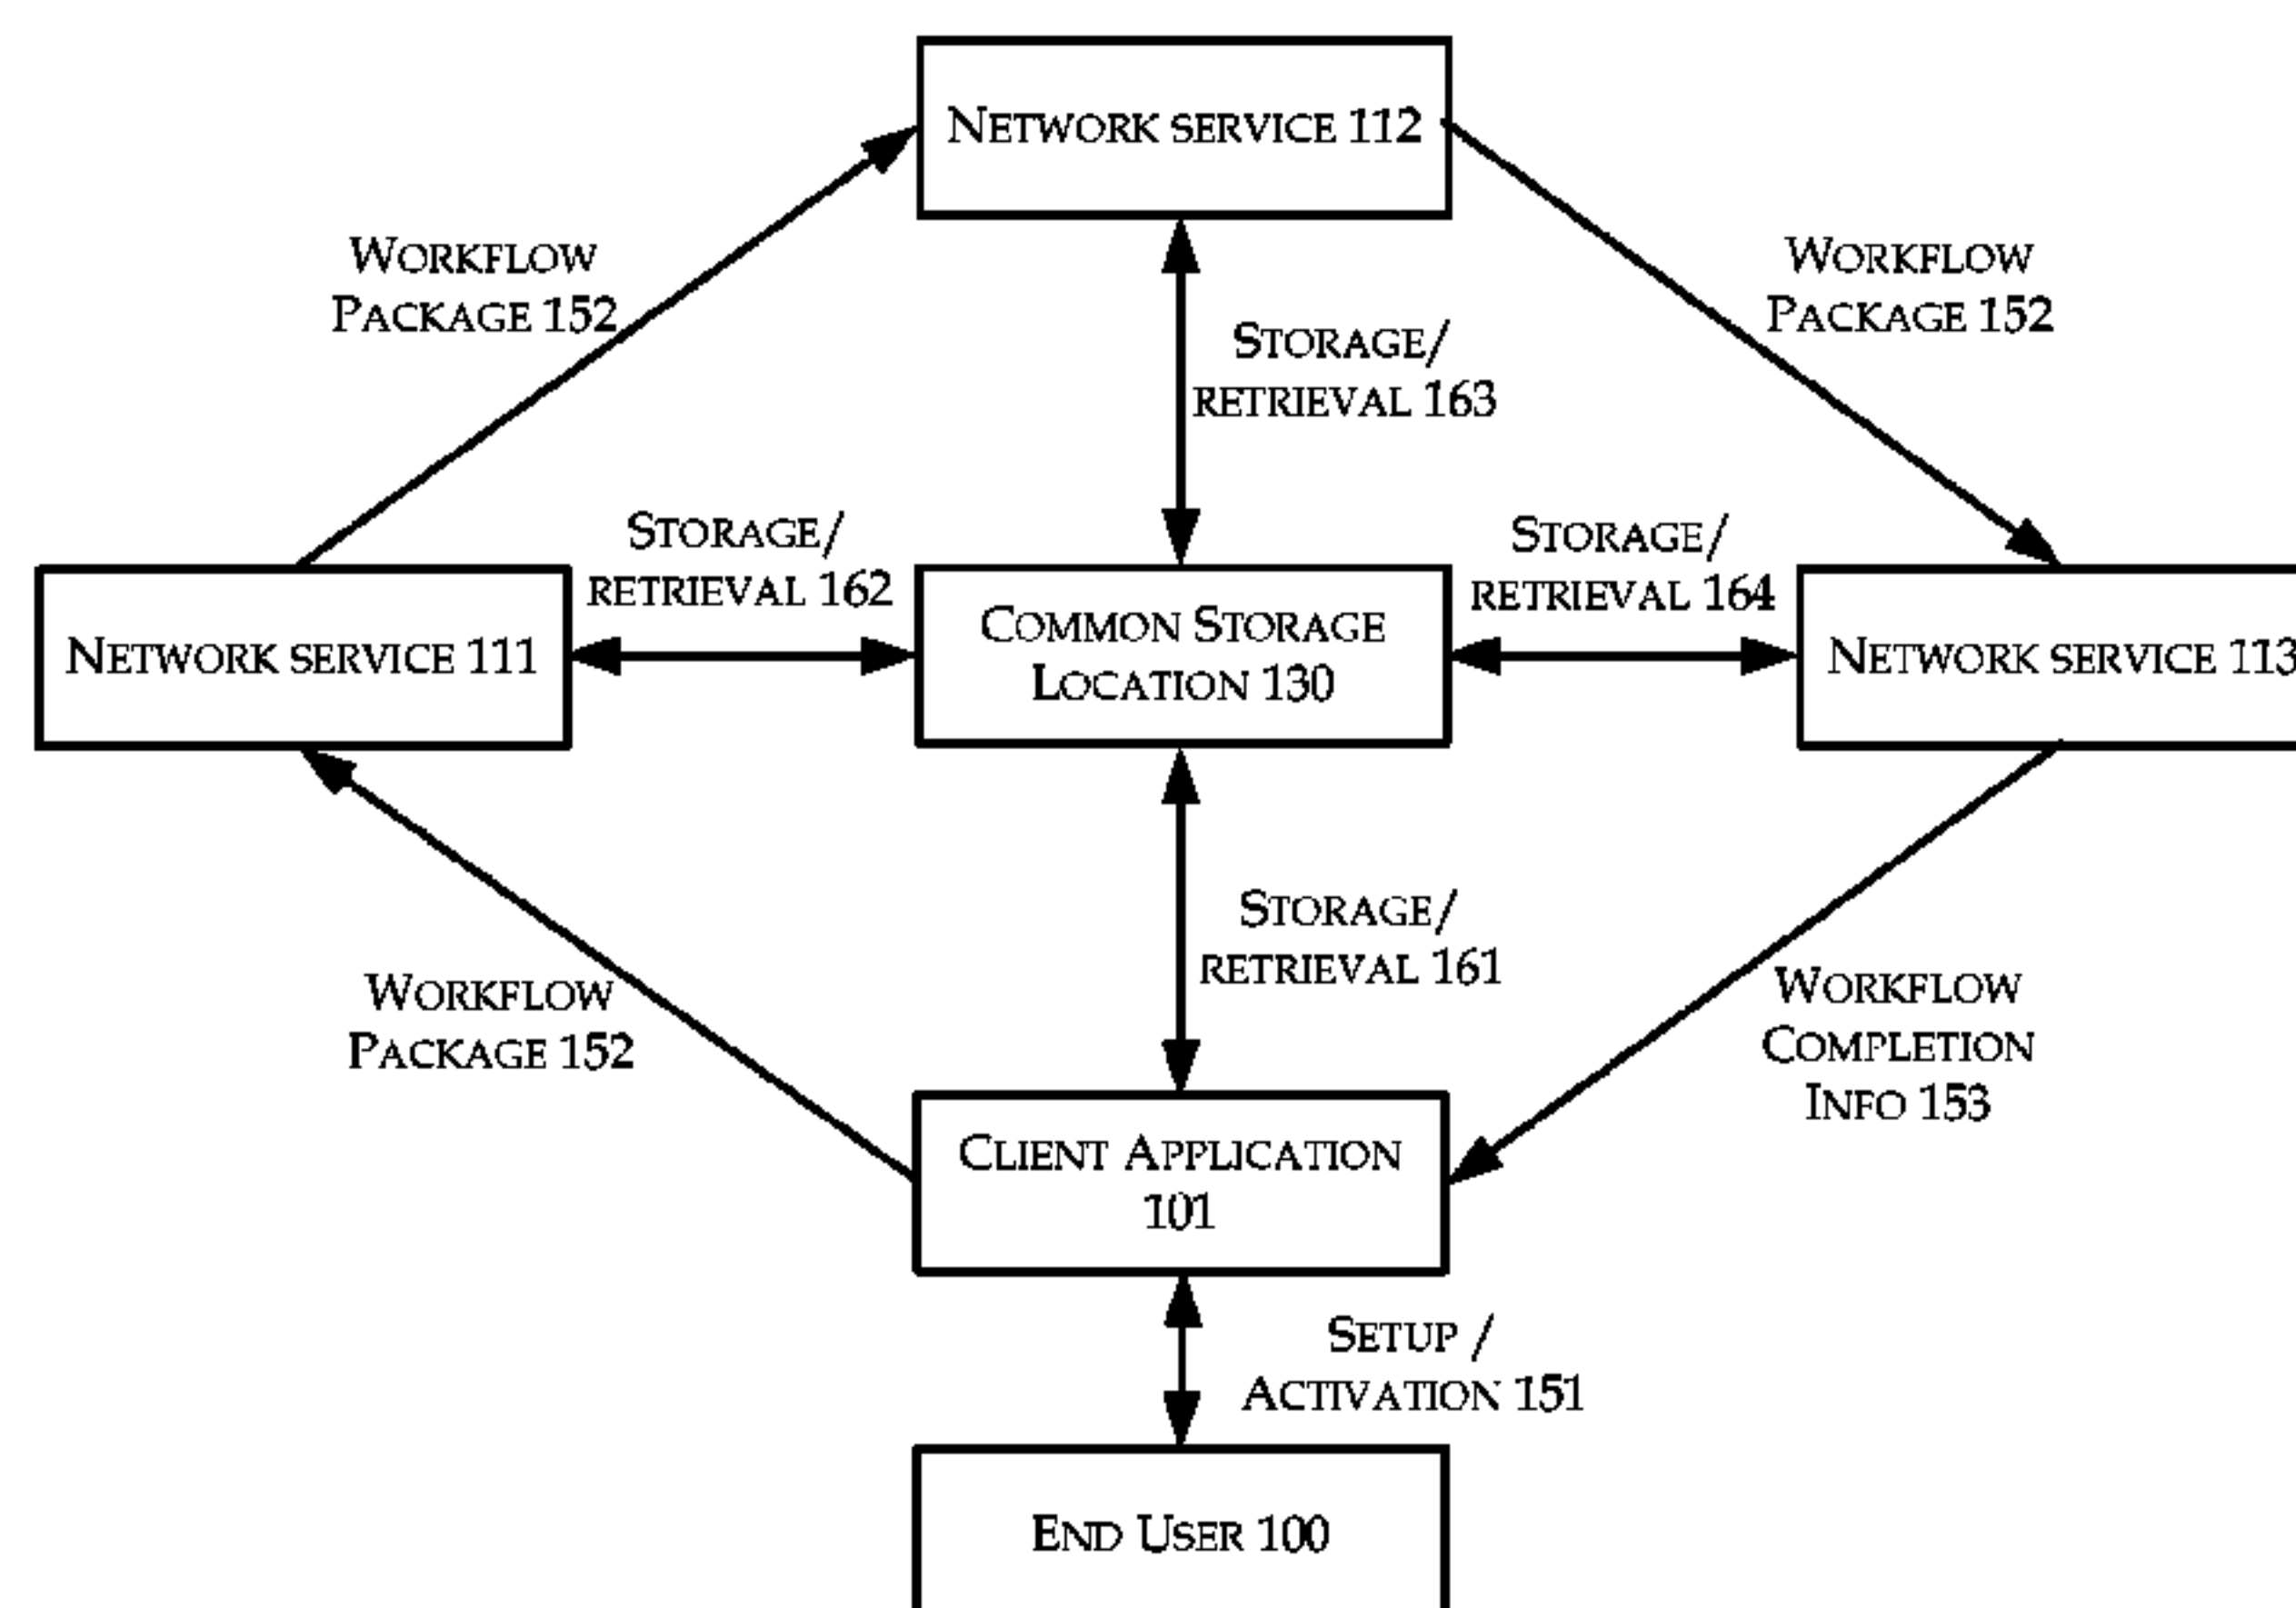 NETWORK SERVICE 112
WORKFLOW
PACKAGE 152
WORKFLOW
PACKAGE 152
STORAGE/
RETRIEVAL 163
STORAGE/
RETRIEVAL 162
STORAGE/
RETRIEVAL 164
NETWORK SERVICE 111
COMMON STORAGE
LOCATION 130
NETWORK SERVICE 113
STORAGE/
RETRIEVAL 161
WORKFLOW
PACKAGE 152
WORKFLOW
COMPLETION
INFO 153
CLIENT APPLICATION
101
SETUP /
ACTIVATION 151
END USER 100